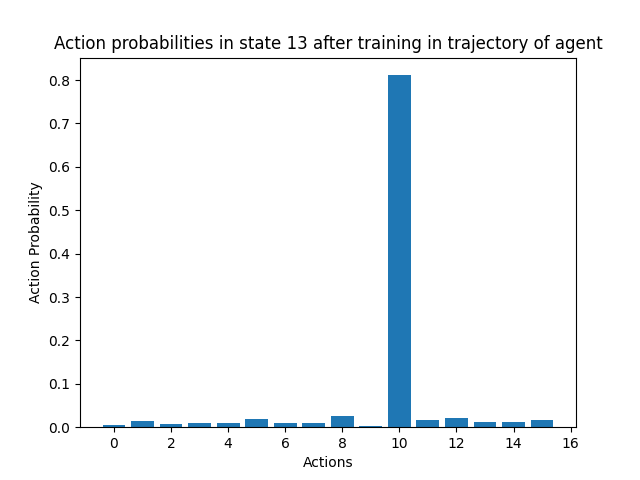 Action probabilities in state 13 after training in trajectory of agent
0.8
0.7
0.6
0.5
0.4
0.3
0.2
0.1
0.0
Action Probability
0 2 4 6 8 10 12 14 16
Actions